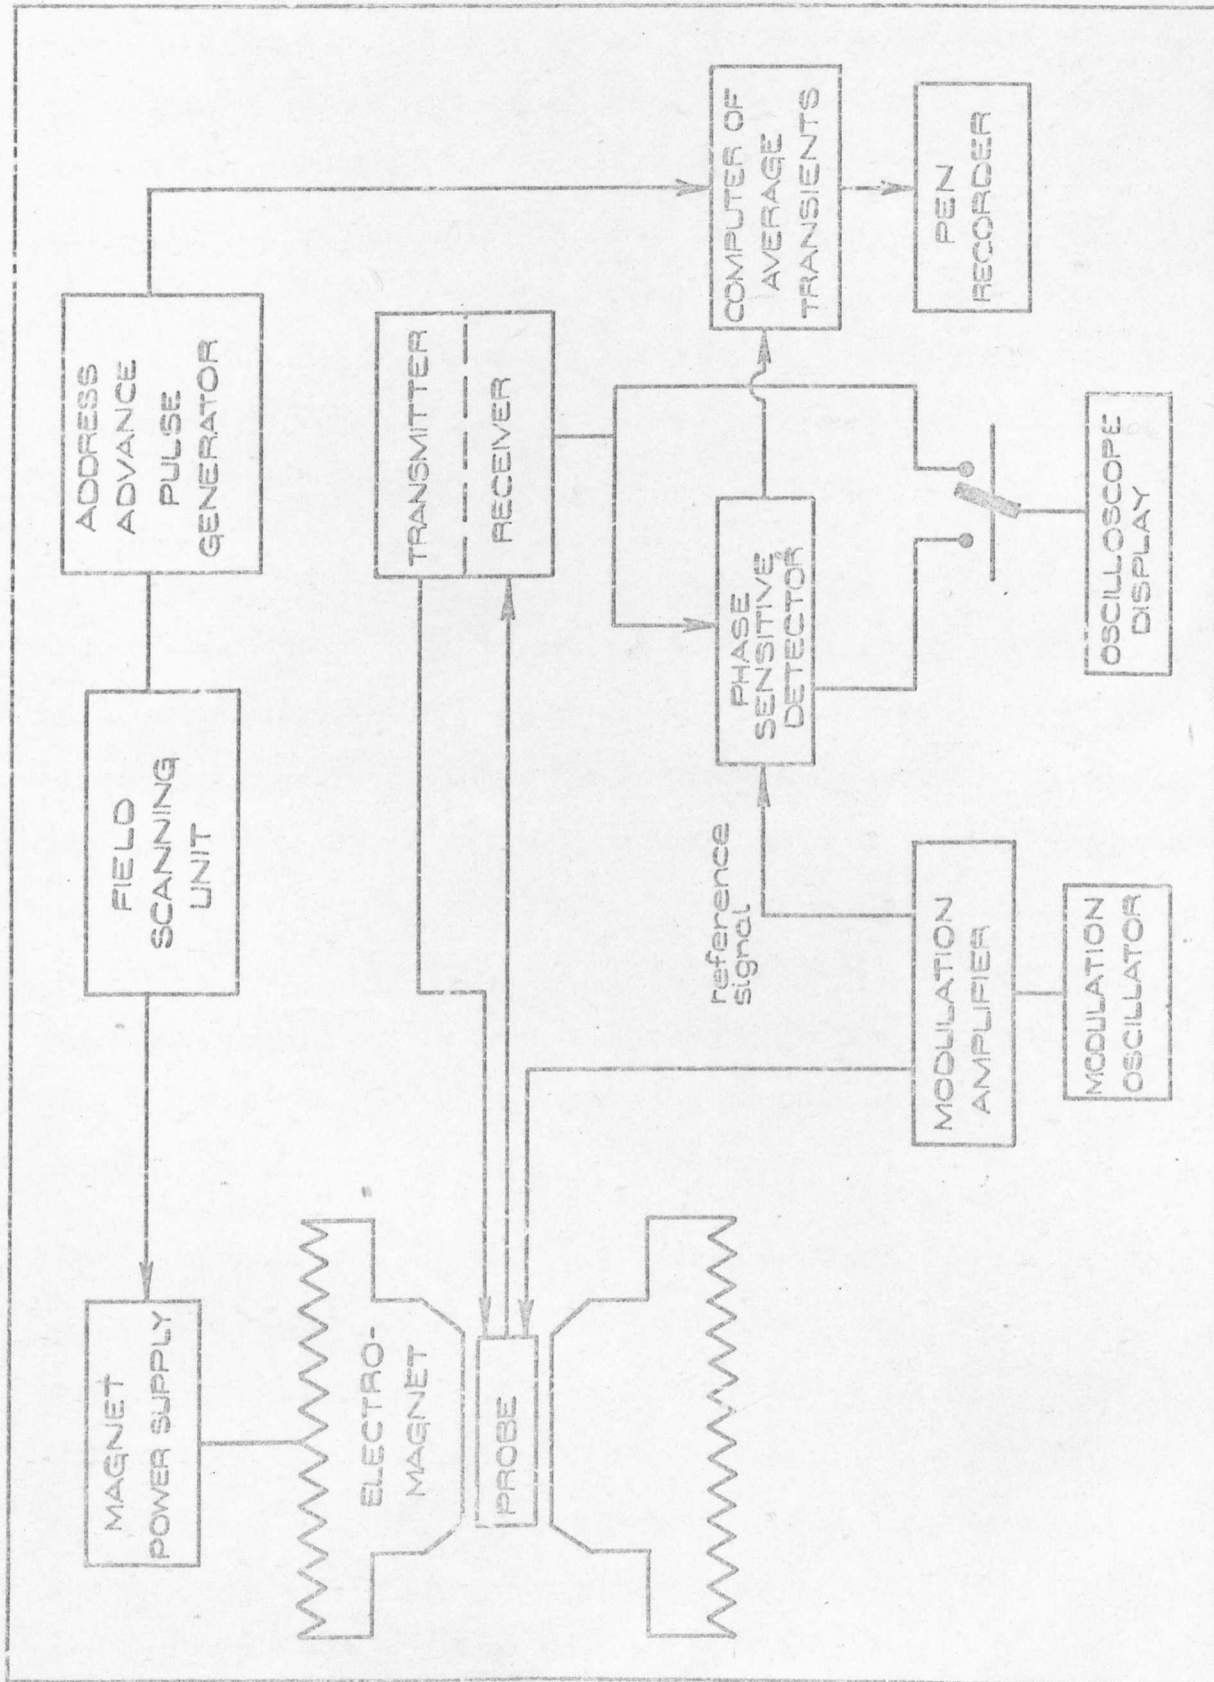 MAGNET
POWER SUPPLY
FIELD
SCANNING
UNIT
ADDRESS
ADVANCE
PULSE
GENERATOR
ELECTRO-
MAGNET
PROBE
TRANSMITTER
RECEIVER
reference
signal
PHASE
SENSITIVE
DETECTOR
COMPUTER OF
AVERAGE
TRANSIENTS
MODULATION
AMPLIFIER
PEN
RECORDER
MODULATION
OSCILLATOR
OSCILLOSCOPE
DISPLAY